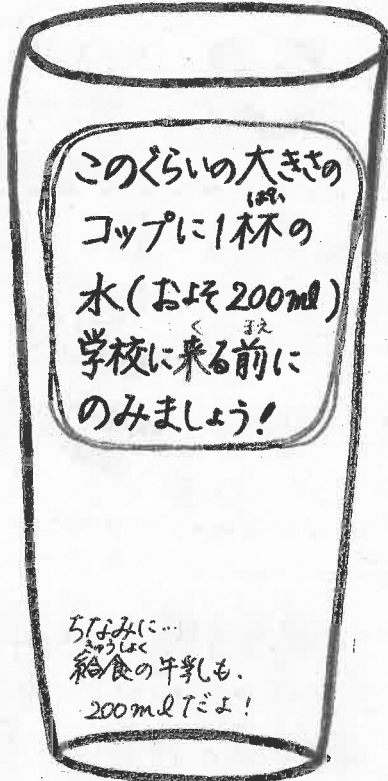 このぐらいの大きさの
コップに1杯の
水(およそ200ml)
学校に来る前に
のみましょう!
ちなみに…
給食の牛乳も、
200mlだよ!